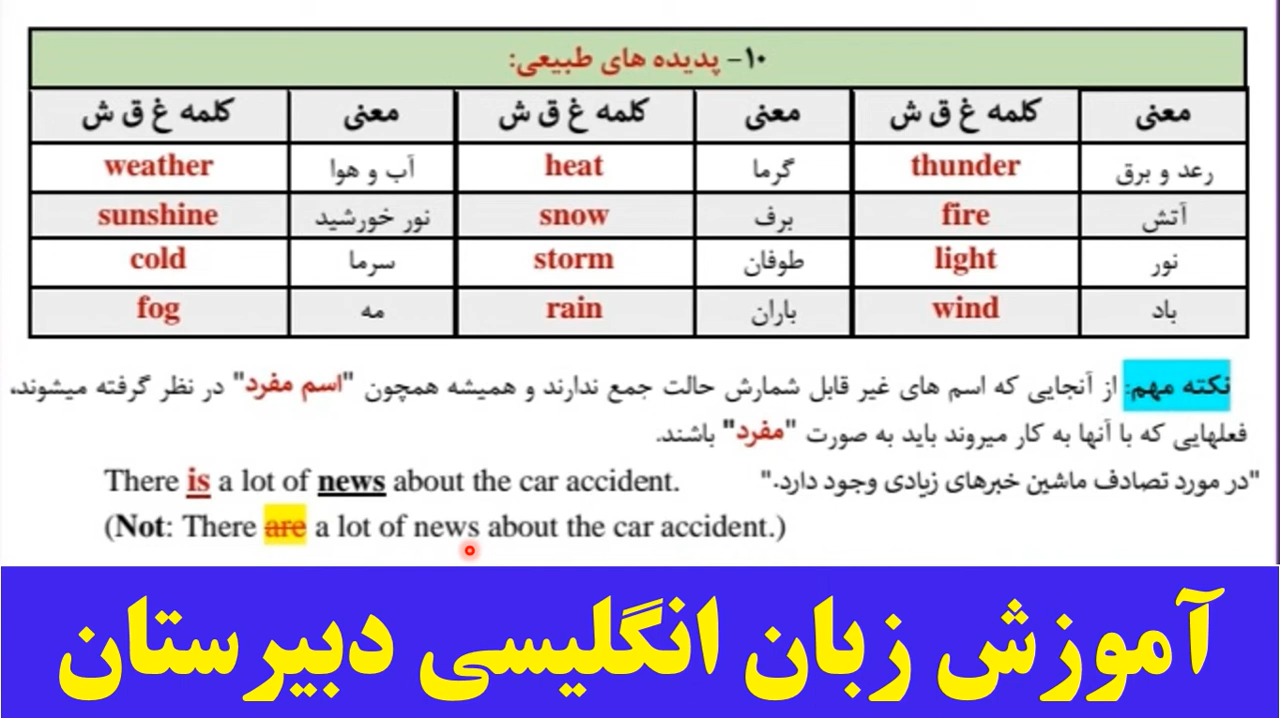 ۱۰- پدیده های طبیعی:
کلمه غ ق ش معنی کلمه غ ق ش معنی کلمه غ ق ش معنی
weather آب و هوا heat گرما thunder رعد و برق
sunshine نور خورشید snow برف fire آتش
cold سرما storm طوفان light نور
fog مه rain باران wind باد
نکته مهم: از آنجایی که اسم های غیر قابل شمارش حالت جمع ندارند و همیشه همچون "اسم مفرد" در نظر گرفته میشوند،
فعلهایی که با آنها به کار میروند باید به صورت "مفرد" باشند.
There is a lot of news about the car accident. "در مورد تصادف ماشین خبرهای زیادی وجود دارد."
(Not: There are a lot of news about the car accident.)
آموزش زبان انگلیسی دبیرستان